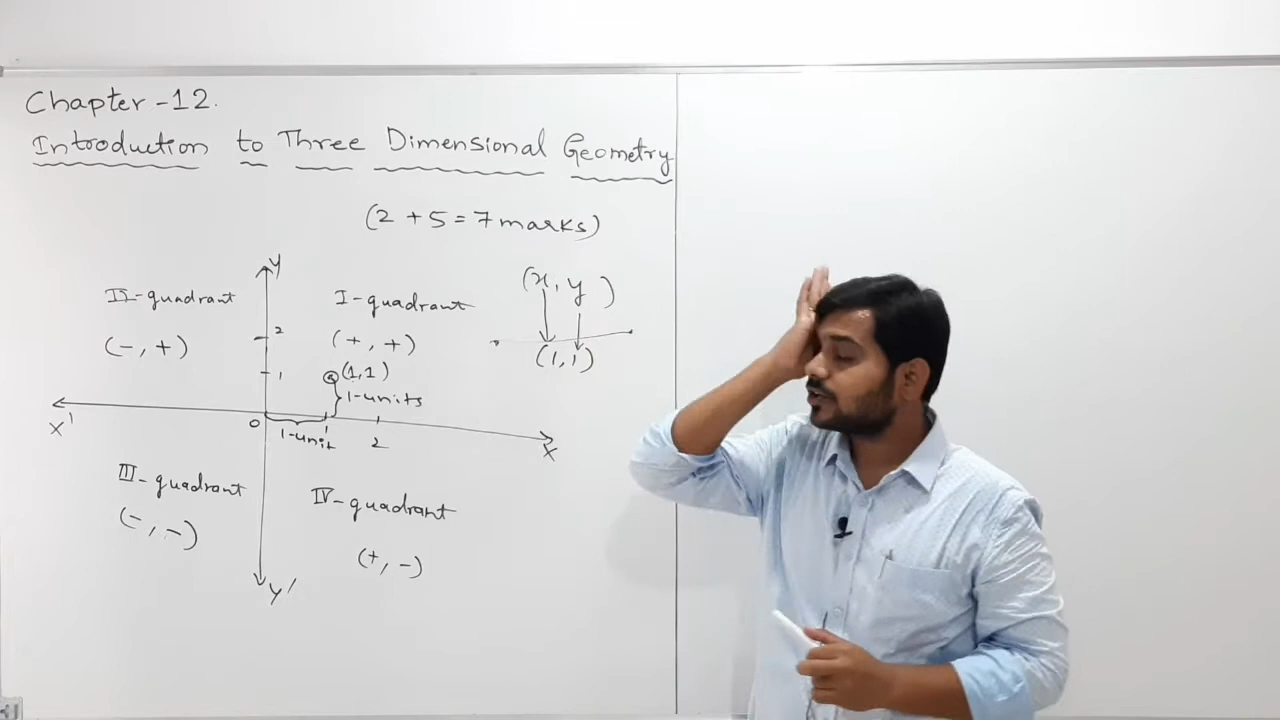 Chapter-12.
Introduction to Three Dimensional Geometry
(2 + 5 = 7 marks)
y
II-quadrant
I-quadrant
(x, y )
(-, +)
2
(+, +)
(1, 1)
1
(1,1)
1-units
X'
0
1-unit
1
2
X
III-quadrant
IV-quadrant
(-, -)
(+, -)
y'